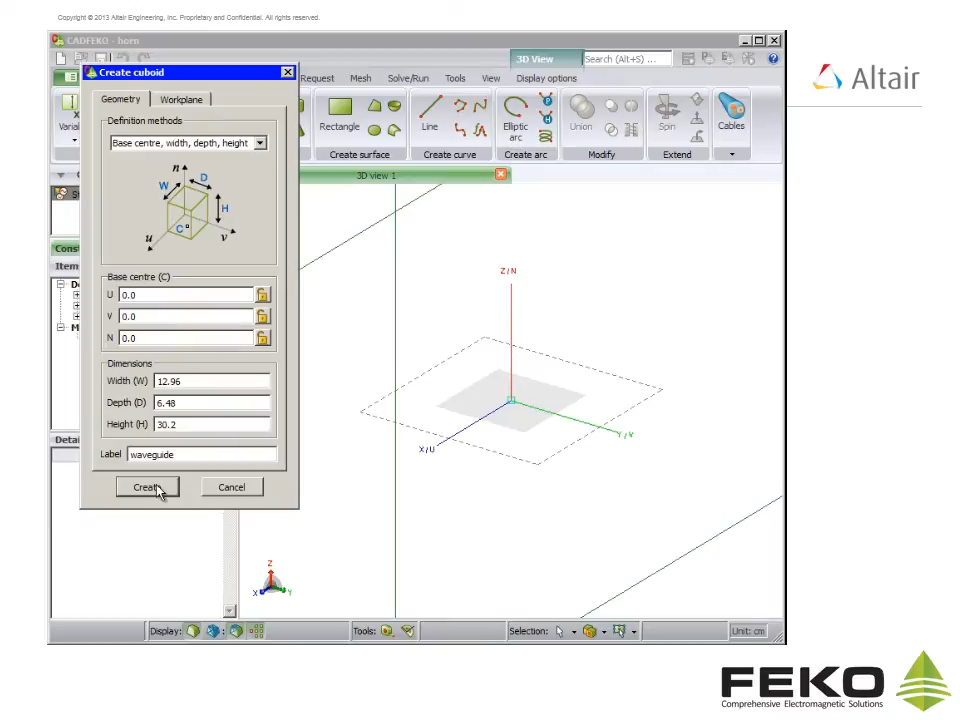 Copyright © 2013 Altair Engineering, Inc. Proprietary and Confidential. All rights reserved.
CADFEKO - horn
3D View
Search (Alt+S) ...
Create cuboid
Request Mesh Solve/Run Tools View Display options
Altair
Geometry Workplane
Definition methods
Base centre, width, depth, height
Rectangle Line Elliptic arc Union Spin Cables
Create surface Create curve Create arc Modify Extend
3D view 1
n
W D
H
C
u v
Base centre (C)
U 0.0
V 0.0
N 0.0
Z/N
Dimensions
Width (W) 12.96
Depth (D) 6.48
Height (H) 30.2
X/U
Y/V
Label waveguide
Create Cancel
Z
X Y
Display: Tools: Selection: Unit: cm
FEKO
Comprehensive Electromagnetic Solutions